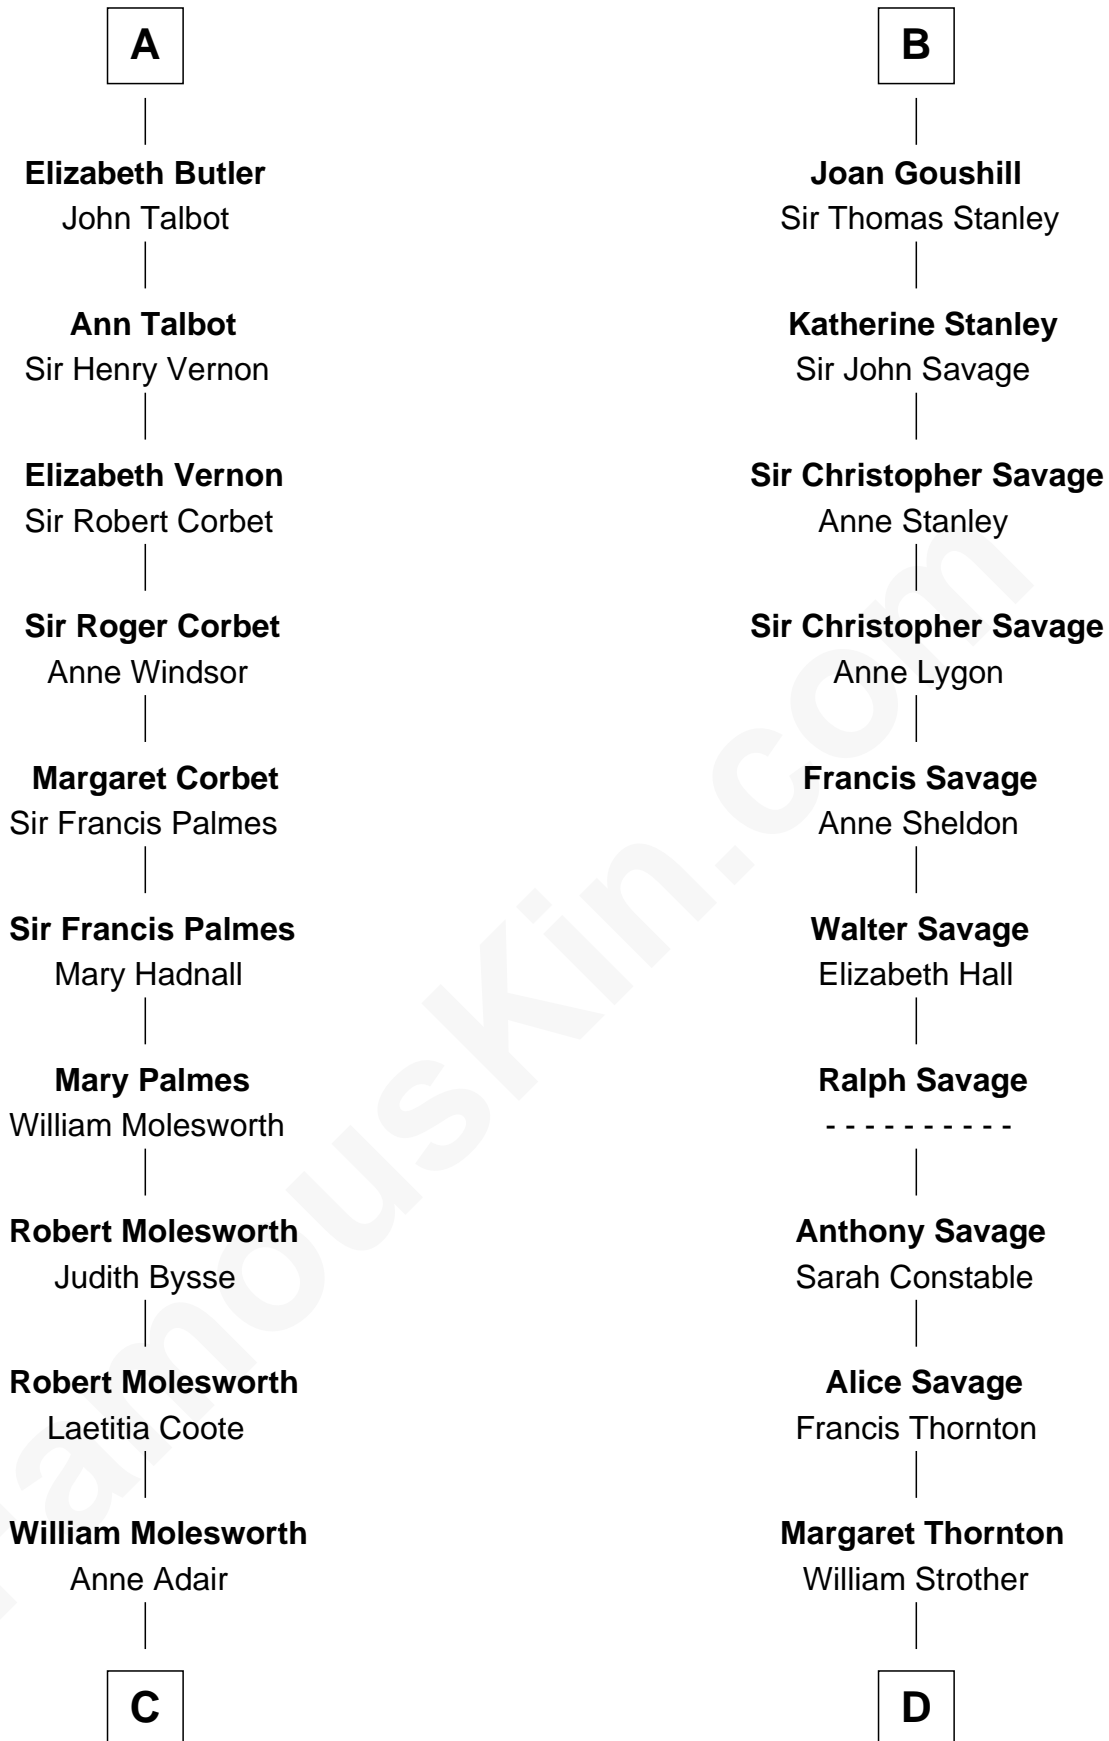 A
Elizabeth Butler
John Talbot
Ann Talbot
Sir Henry Vernon
Elizabeth Vernon
Sir Robert Corbet
Sir Roger Corbet
Anne Windsor
Margaret Corbet
Sir Francis Palmes
Sir Francis Palmes
Mary Hadnall
Mary Palmes
William Molesworth
Robert Molesworth
Judith Bysse
Robert Molesworth
Laetitia Coote
William Molesworth
Anne Adair
C
B
Joan Goushill
Sir Thomas Stanley
Katherine Stanley
Sir John Savage
Sir Christopher Savage
Anne Stanley
Sir Christopher Savage
Anne Lygon
Francis Savage
Anne Sheldon
Walter Savage
Elizabeth Hall
Ralph Savage
- - - - - - - - - -
Anthony Savage
Sarah Constable
Alice Savage
Francis Thornton
Margaret Thornton
William Strother
D
FamousKin.com